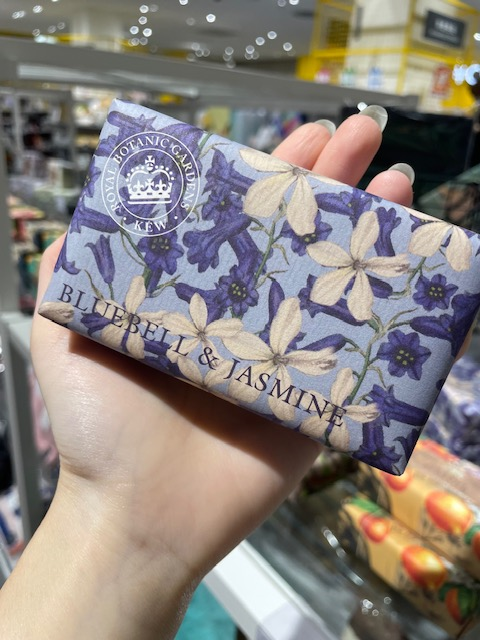 ROYAL BOTANIC GARDENS
KEW
BLUEBELL & JASMINE